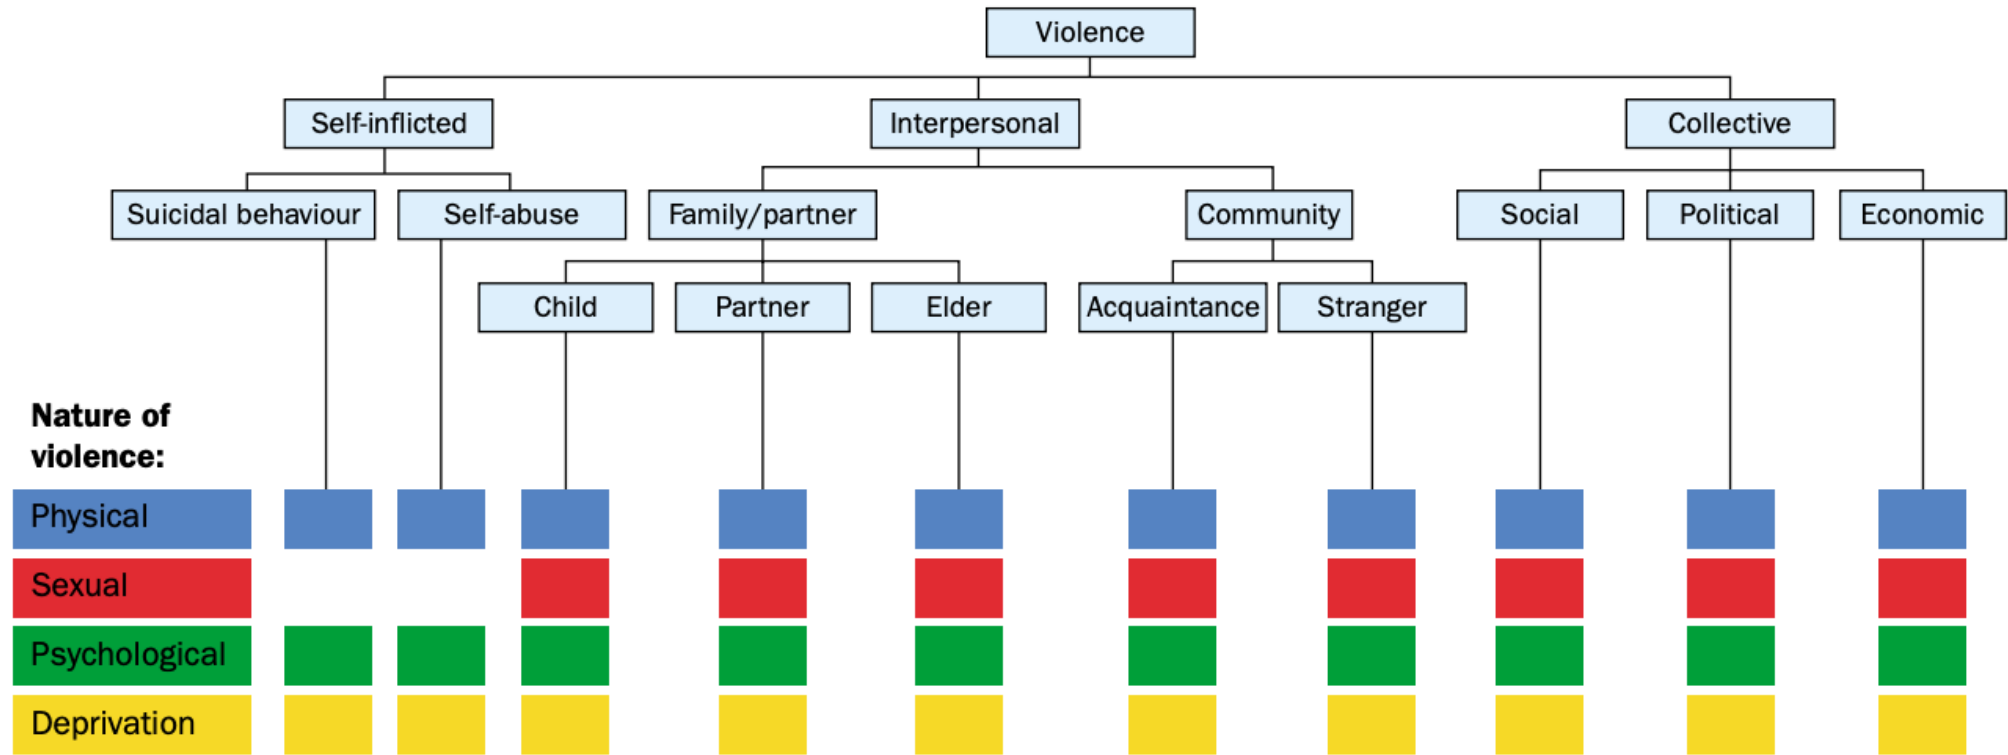 Violence
Self-inflicted
Interpersonal
Collective
Suicidal behaviour
Self-abuse
Family/partner
Community
Social
Political
Economic
Child
Partner
Elder
Acquaintance
Stranger
Nature of
violence:
Physical
Sexual
Psychological
Deprivation